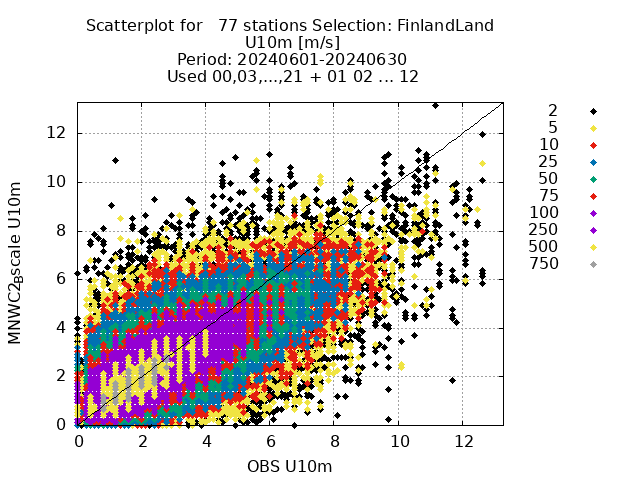 Scatterplot for 77 stations Selection: FinlandLand
U10m [m/s]
Period: 20240601-20240630
Used 00,03,...,21 + 01 02 ... 12
2
5
10
25
50
75
100
250
500
750
12
10
8
6
4
2
0
0 2 4 6 8 10 12
OBS U10m